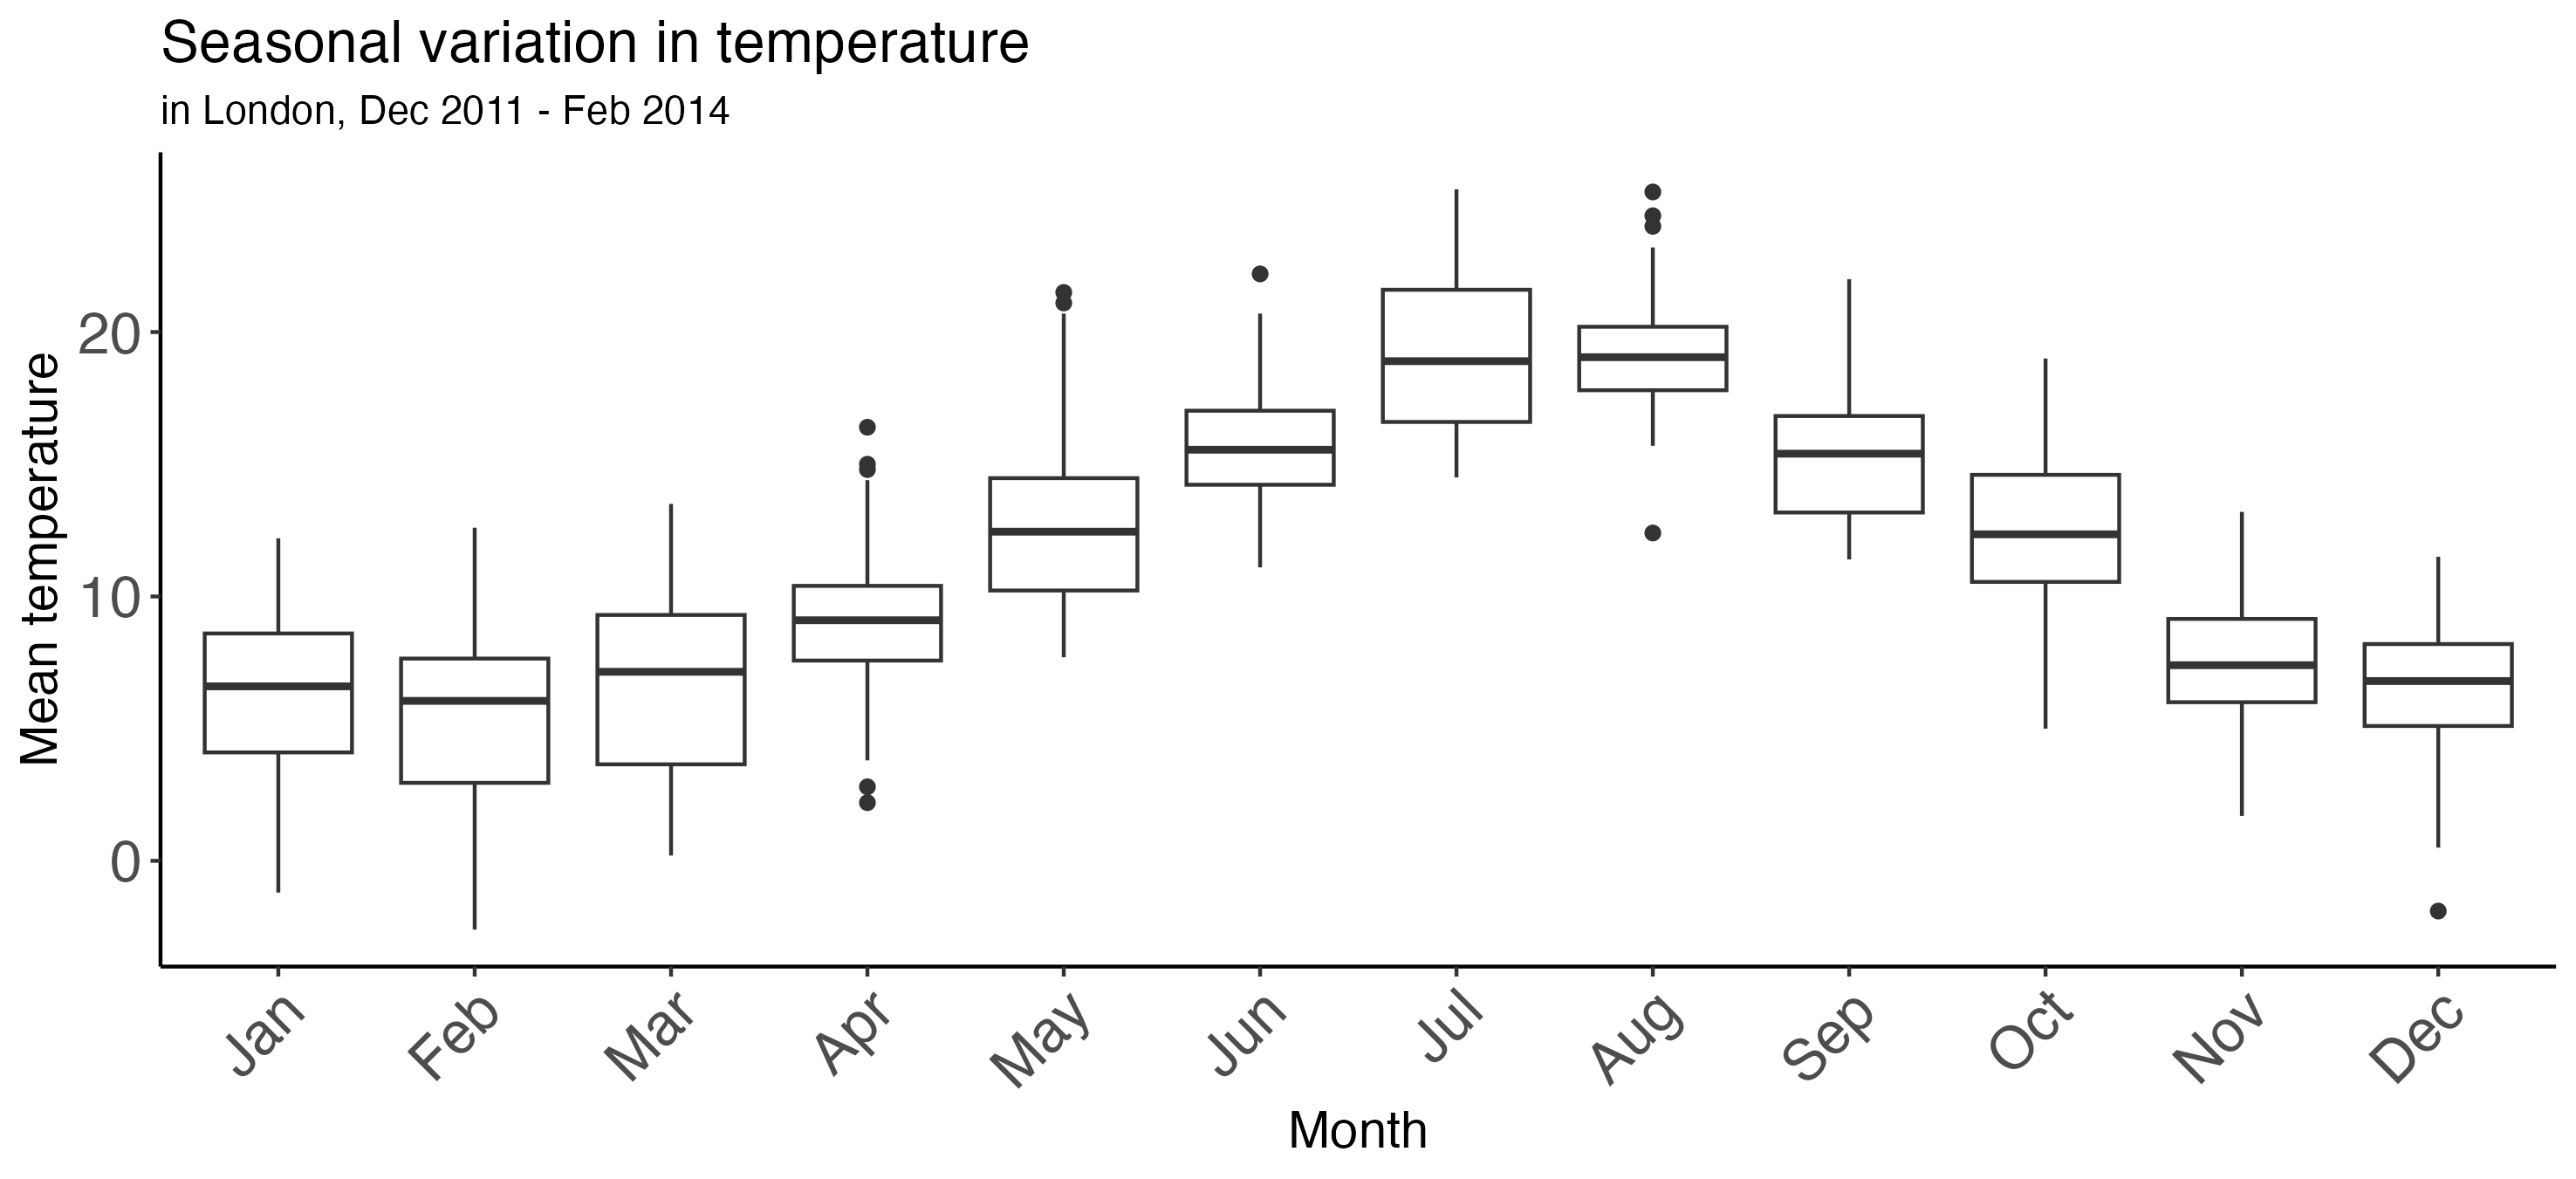 Seasonal variation in temperature
in London, Dec 2011 - Feb 2014
Mean temperature
20
10
0
Jan
Feb
Mar
Apr
May
Jun
Jul
Aug
Sep
Oct
Nov
Dec
Month